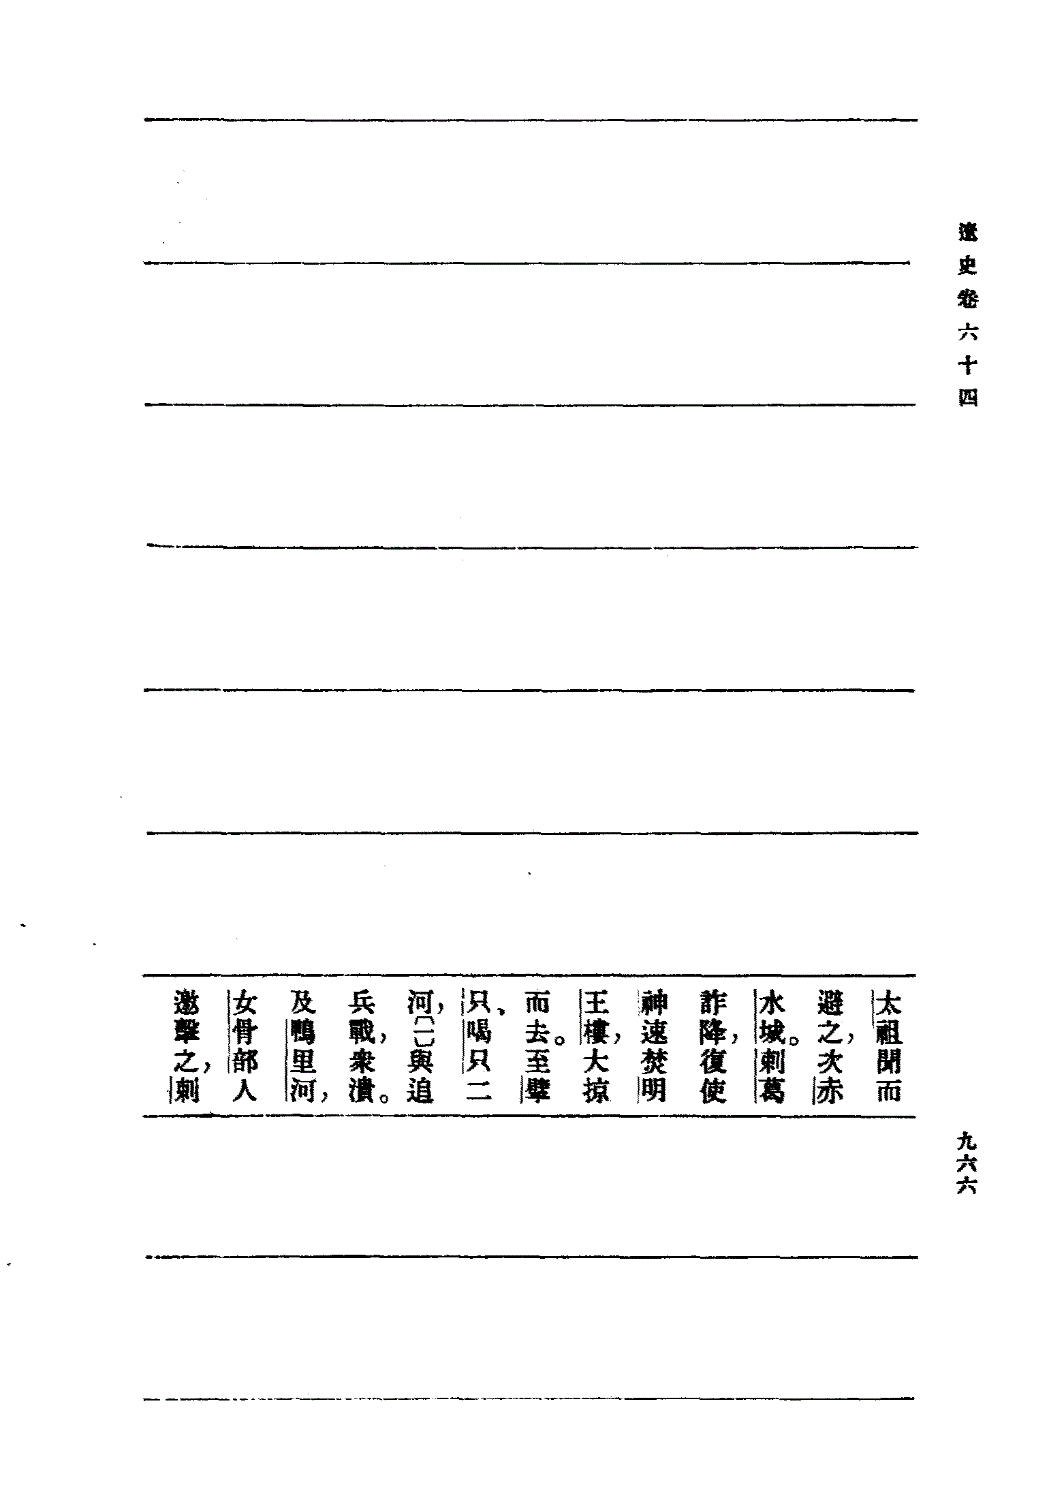 遼史卷六十四
太祖聞而
避之,次赤
水城。刺葛
詐降,復使
神速焚明
王樓,大掠
而去。至擘
只、喝只二
河,〔一〕與追
兵戰,衆潰。
及鴨里河,
女骨部人
邀擊之,刺
九六六